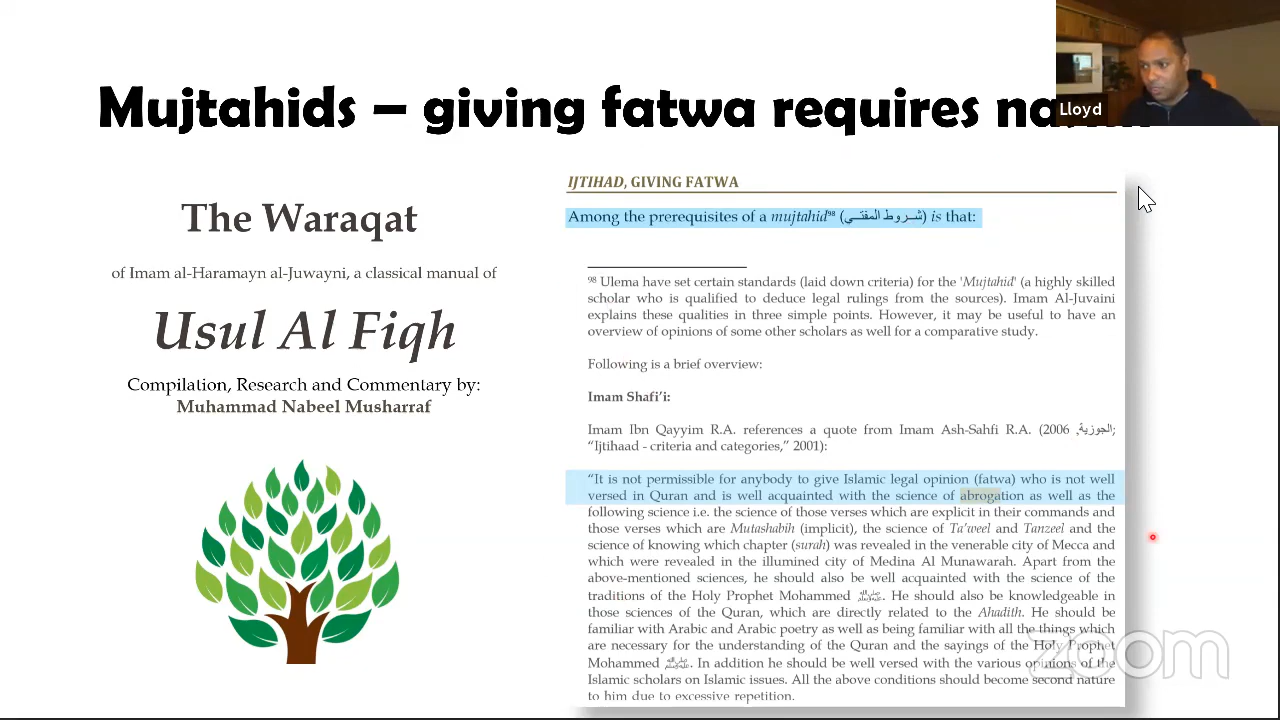 Mujtahids – giving fatwa requires
Lloyd
The Waraqat
of Imam al-Haramayn al-Juwayni, a classical manual of
Usul Al Fiqh
Compilation, Research and Commentary by:
Muhammad Nabeel Musharraf
IJTIHAD, GIVING FATWA
Among the prerequisites of a mujtahid⁹⁸ (شروط المفتي) is that:
⁹⁸ Ulema have set certain standards (laid down criteria) for the 'Mujtahid' (a highly skilled
scholar who is qualified to deduce legal rulings from the sources). Imam Al-Juvaini
explains these qualities in three simple points. However, it may be useful to have an
overview of opinions of some other scholars as well for a comparative study.
Following is a brief overview:
Imam Shafi'i:
Imam Ibn Qayyim R.A. references a quote from Imam Ash-Sahfi R.A. (2006 ,الجوزية;
“Ijtihaad - criteria and categories,” 2001):
“It is not permissible for anybody to give Islamic legal opinion (fatwa) who is not well
versed in Quran and is well acquainted with the science of abrogation as well as the
following science i.e. the science of those verses which are explicit in their commands and
those verses which are Mutashabih (implicit), the science of Ta’weel and Tanzeel and the
science of knowing which chapter (surah) was revealed in the venerable city of Mecca and
which were revealed in the illumined city of Medina Al Munawarah. Apart from the
above-mentioned sciences, he should also be well acquainted with the science of the
traditions of the Holy Prophet Mohammed ﷺ. He should also be knowledgeable in
those sciences of the Quran, which are directly related to the Ahadith. He should be
familiar with Arabic and Arabic poetry as well as being familiar with all the things which
are necessary for the understanding of the Quran and the sayings of the Holy Prophet
Mohammed ﷺ. In addition he should be well versed with the various opinions of the
Islamic scholars on Islamic issues. All the above conditions should become second nature
to him due to excessive repetition.
zoom